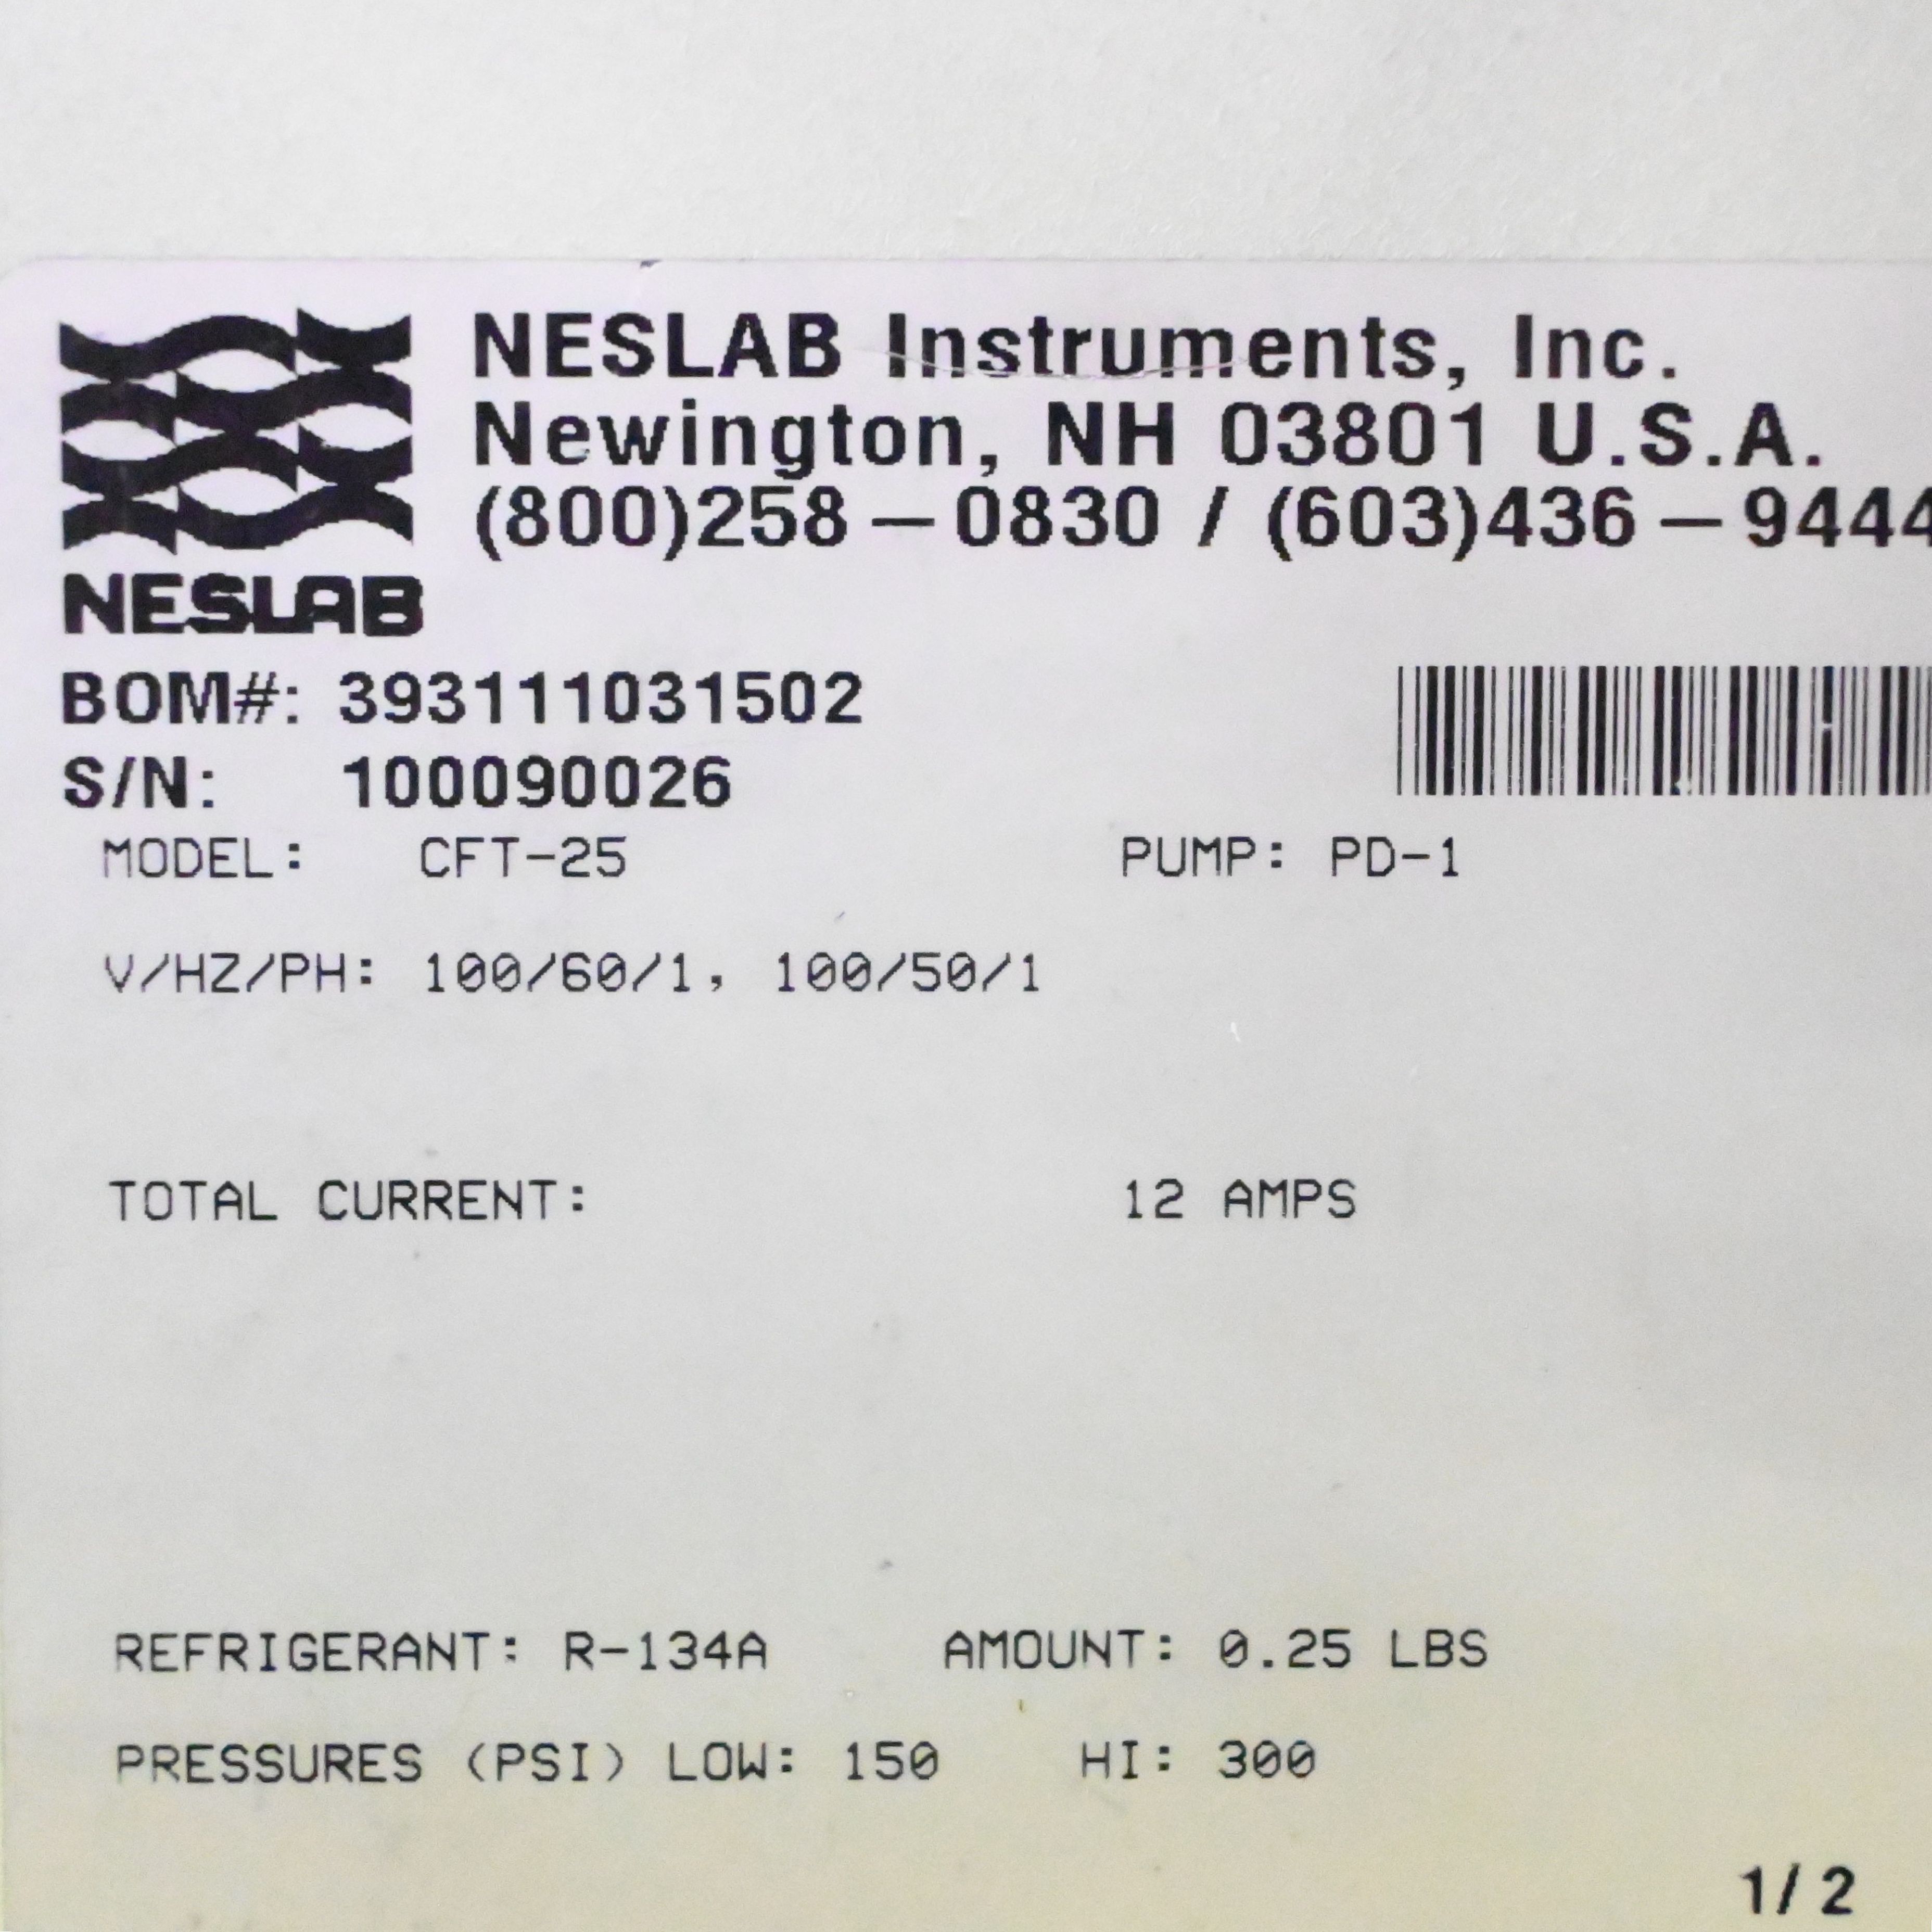 NESLAB Instruments, Inc.
Newington, NH 03801 U.S.A.
(800)258-0830 / (603)436-9444
NESLAB
BOM#: 393111031502
S/N: 100090026
MODEL: CFT-25 PUMP: PD-1
V/HZ/PH: 100/60/1, 100/50/1
TOTAL CURRENT: 12 AMPS
REFRIGERANT: R-134A AMOUNT: 0.25 LBS
PRESSURES (PSI) LOW: 150 HI: 300
1/2